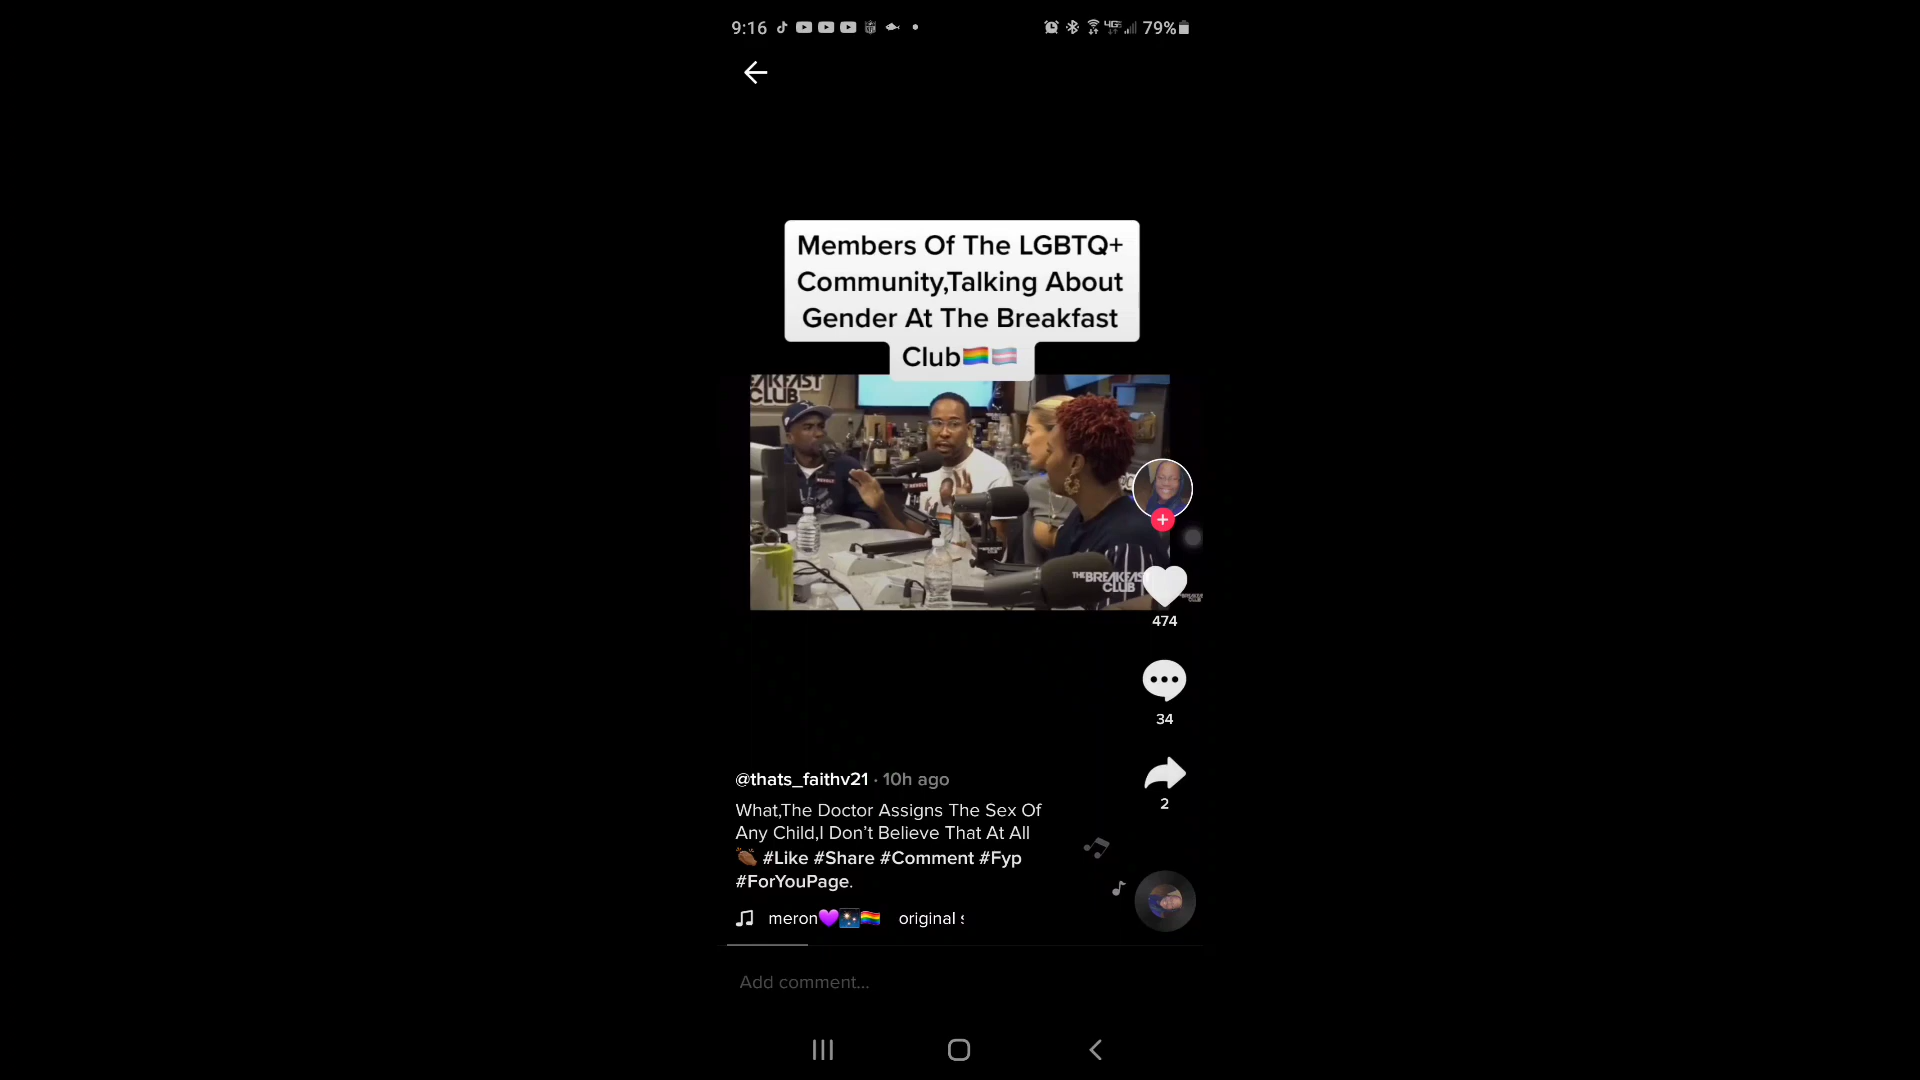 9:16
79%
Members Of The LGBTQ+
Community,Talking About
Gender At The Breakfast
Club🏳️‍🌈🏳️‍⚧️
CLUB
REVOLT
REVOLT
THE BREAKFAST
CLUB
474
34
2
@thats_faithv21 · 10h ago
What,The Doctor Assigns The Sex Of
Any Child,I Don’t Believe That At All
👏🏾 #Like #Share #Comment #Fyp
#ForYouPage.
meron💜🎆🏳️‍🌈 original s
Add comment...